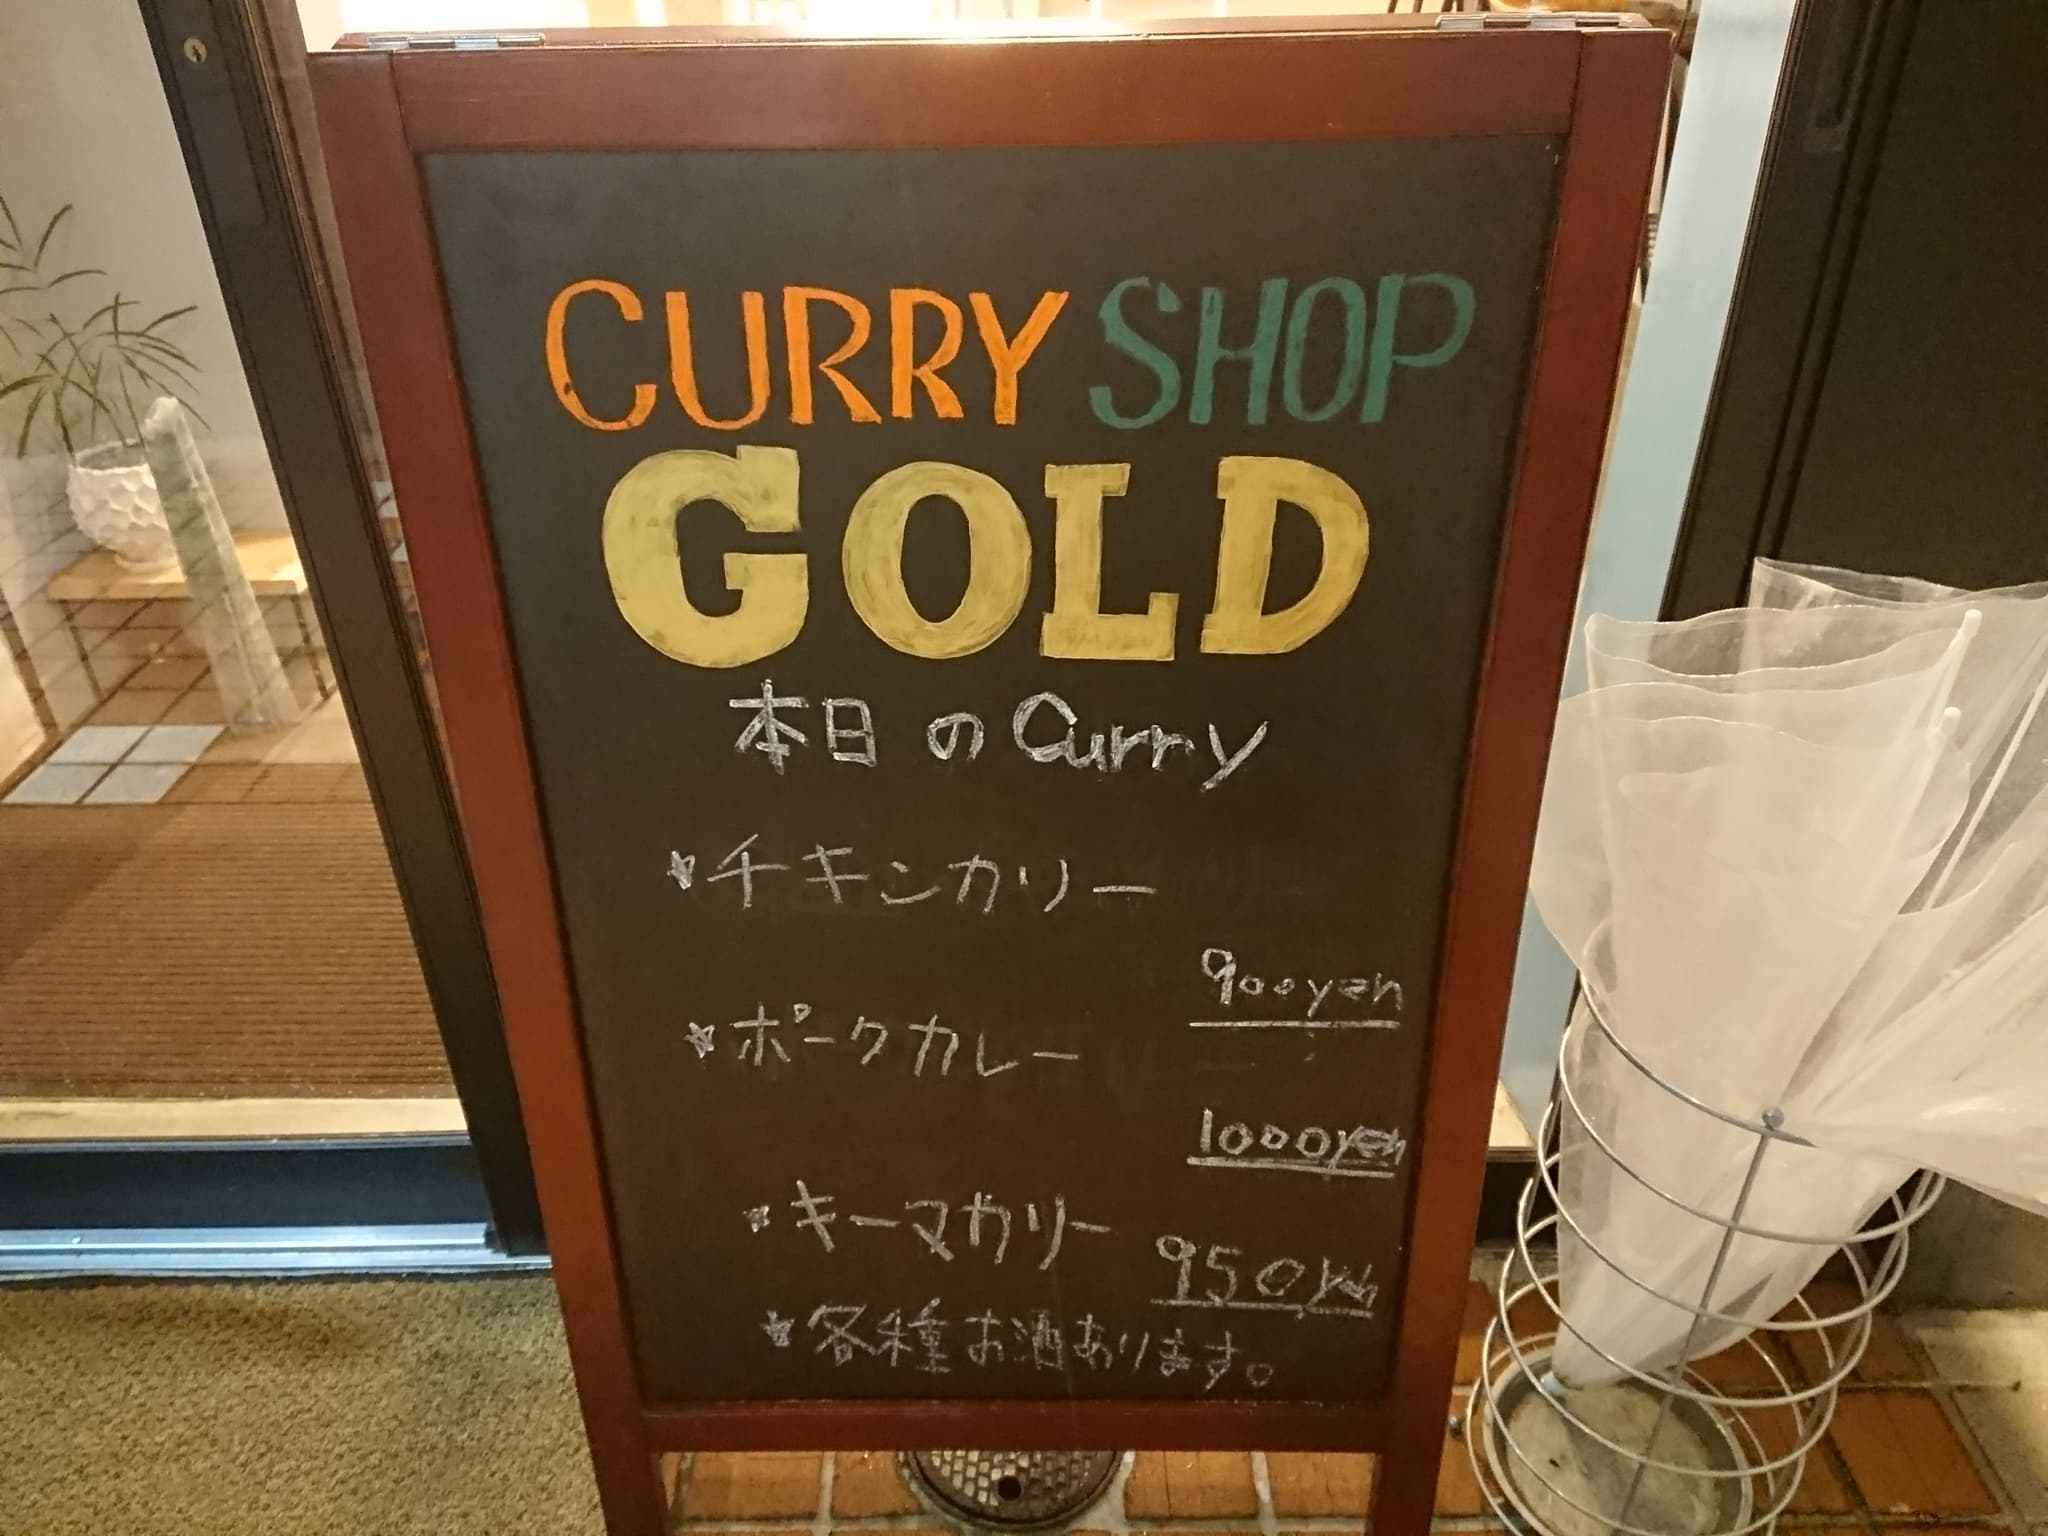 CURRY SHOP
GOLD
本日のCurry
★チキンカリー
900yen
★ポークカレー
1000yen
★キーマカリー
950yen
★各種お酒あります。